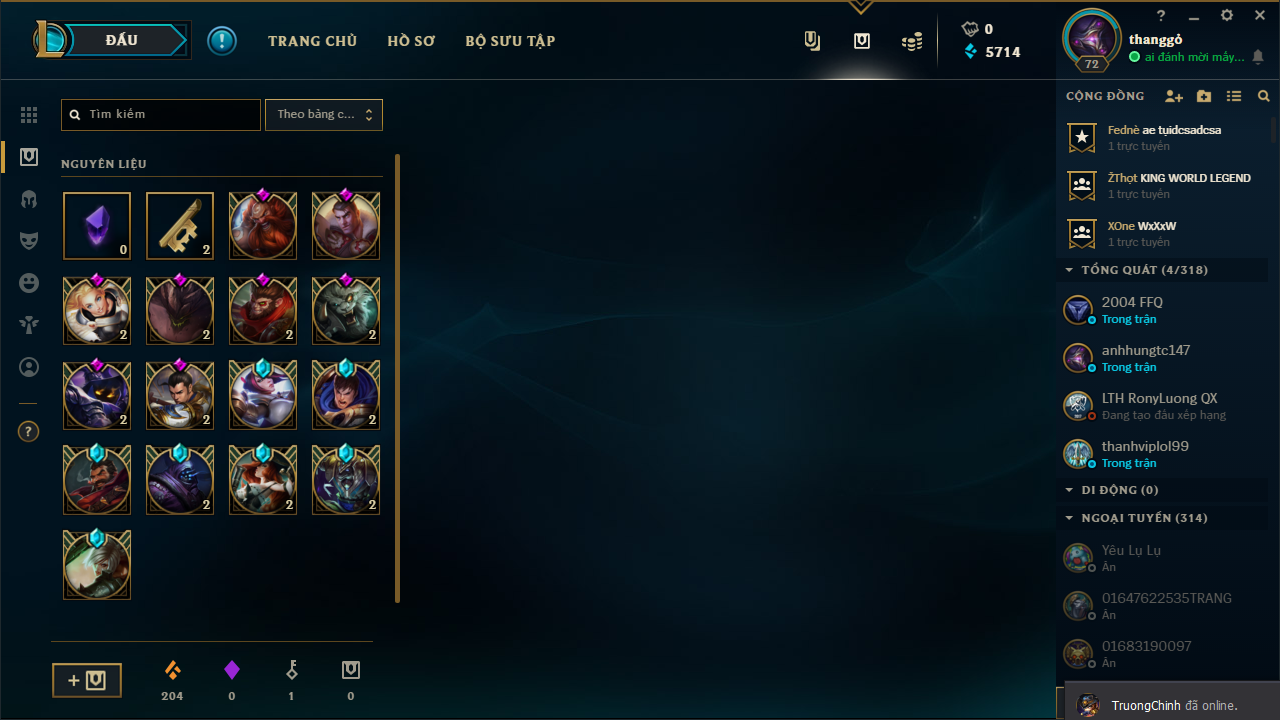 ĐẤU
!
TRANG CHỦ
HỒ SƠ
BỘ SƯU TẬP
0
5714
?
72
thanggỏ
ai đánh mời mấy...
Tìm kiếm
Theo bảng c...
NGUYÊN LIỆU
0
2
2
2
2
2
2
2
2
2
2
2
2
2
?
204
0
1
0
CỘNG ĐỒNG
Fednè ae tụidcsadcsa
1 trực tuyến
ŽThọt KING WORLD LEGEND
1 trực tuyến
XOne WxXxW
1 trực tuyến
TỔNG QUÁT (4/318)
2004 FFQ
Trong trận
anhhungtc147
Trong trận
LTH RonyLuong QX
Đang tạo đấu xếp hạng
thanhviplol99
Trong trận
DI ĐỘNG (0)
NGOẠI TUYẾN (314)
Yêu Lụ Lụ
Ẩn
01647622535TRANG
Ẩn
01683190097
Ẩn
TruongChinh đã online.